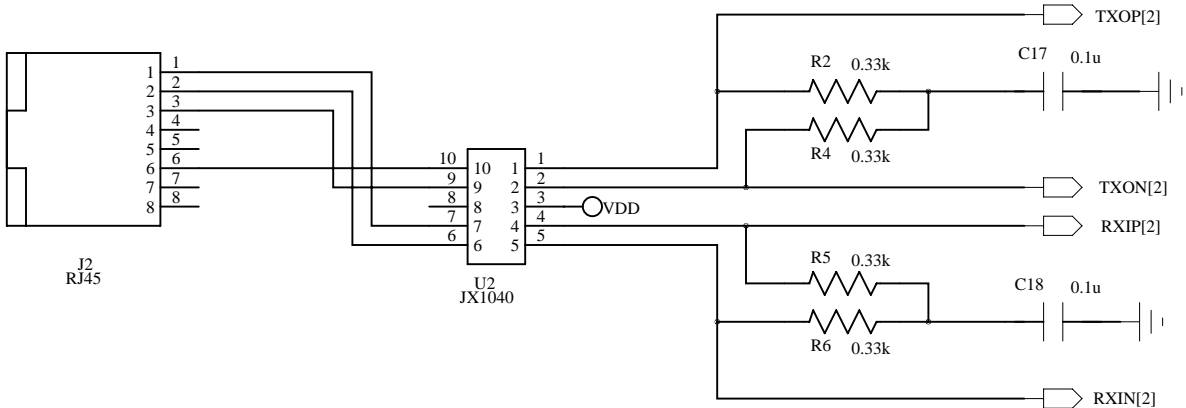 TXOP[2]
C17 0.1u
R2 0.33k
R4 0.33k
1 1
2 2
3 3
4 4
5 5
6 6
7 7
8 8
J2
RJ45
10 10 1 1
9 9 2 2
8 8 3 3
7 7 4 4
6 6 5 5
U2
JX1040
VDD
TXON[2]
RXIP[2]
R5 0.33k
C18 0.1u
R6 0.33k
RXIN[2]